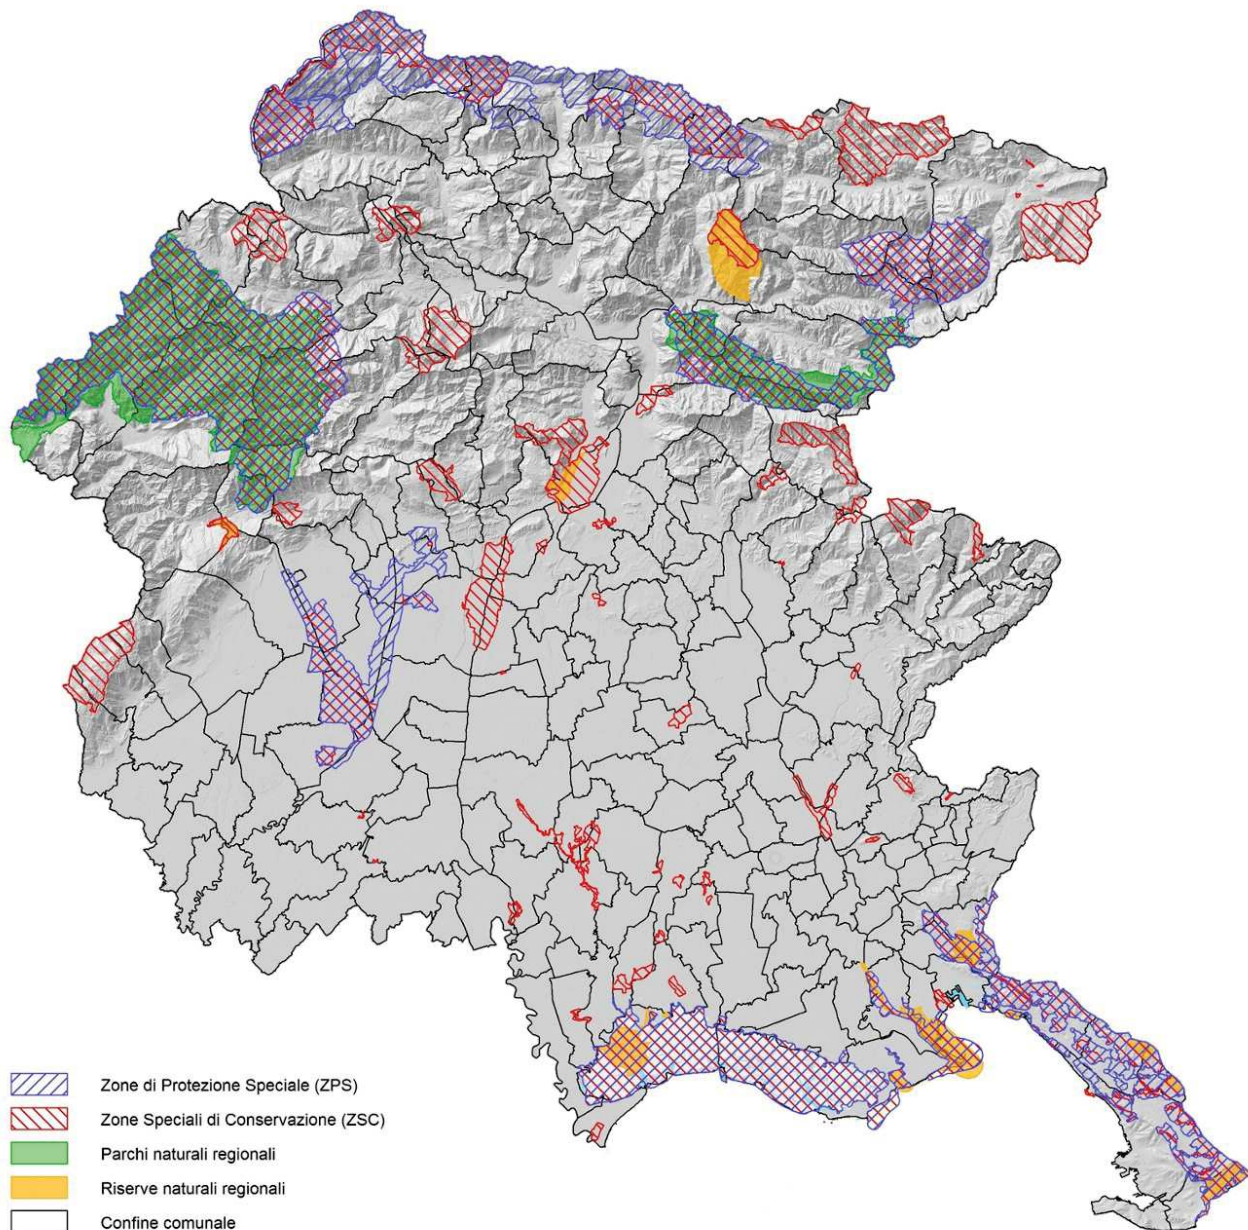 Zone di Protezione Speciale (ZPS)
Zone Speciali di Conservazione (ZSC)
Parchi naturali regionali
Riserve naturali regionali
Confine comunale